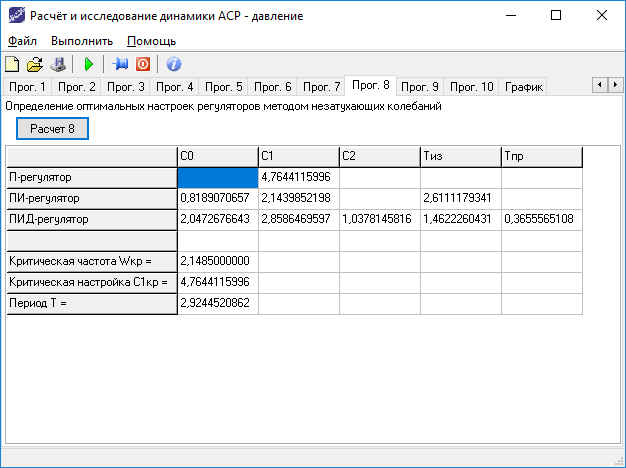 Расчёт и исследование динамики АСР - давление
Файл Выполнить Помощь
Прог. 1 Прог. 2 Прог. 3 Прог. 4 Прог. 5 Прог. 6 Прог. 7 Прог. 8 Прог. 9 Прог. 10 График
Определение оптимальных настроек регуляторов методом незатухающих колебаний
Расчет 8
C0 C1 C2 Тиз Тпр
П-регулятор 4,7644115996
ПИ-регулятор 0,8189070657 2,1439852198 2,6111179341
ПИД-регулятор 2,0472676643 2,8586469597 1,0378145816 1,4622260431 0,3655565108
Критическая частота Wкр = 2,1485000000
Критическая настройка С1кр = 4,7644115996
Период Т = 2,9244520862